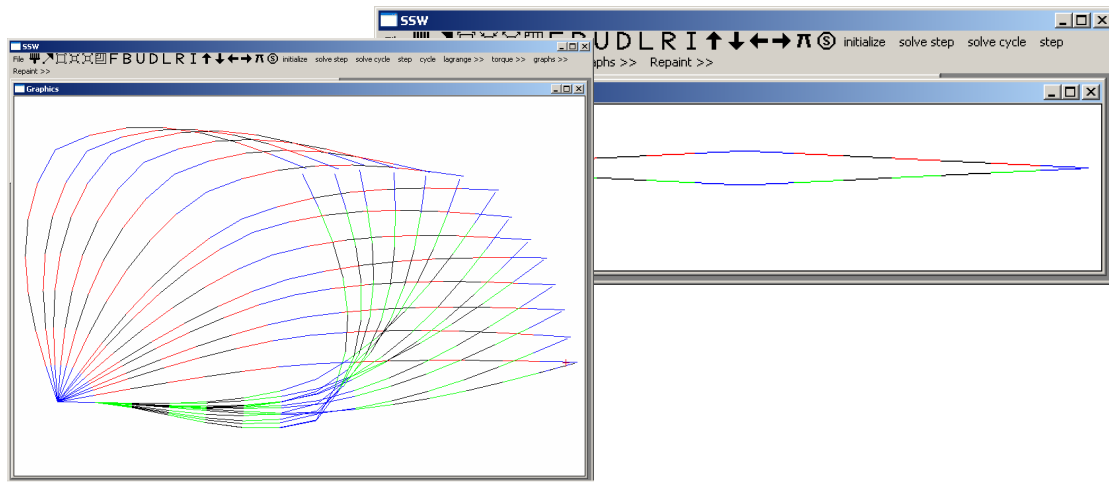 SSW
File F B U D L R I S initialize solve step solve cycle step cycle lagrange >> torque >> graphs >>
Repaint >>
Graphics
SSW
U D L R I S initialize solve step solve cycle step
Repaint >>